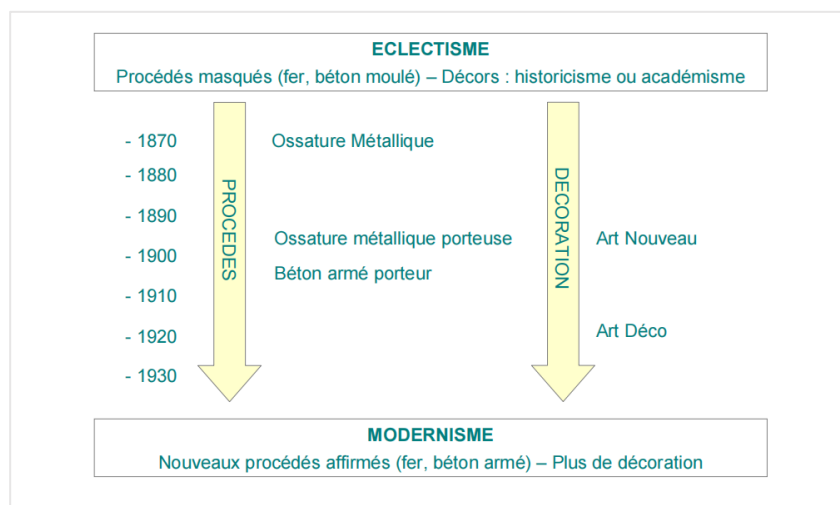 ECLECTISME
Procédés masqués (fer, béton moulé) – Décors : historicisme ou académisme
- 1870
Ossature Métallique
- 1880
PROCEDES
DECORATION
- 1890
Ossature métallique porteuse
Art Nouveau
- 1900
Béton armé porteur
- 1910
- 1920
Art Déco
- 1930
MODERNISME
Nouveaux procédés affirmés (fer, béton armé) – Plus de décoration